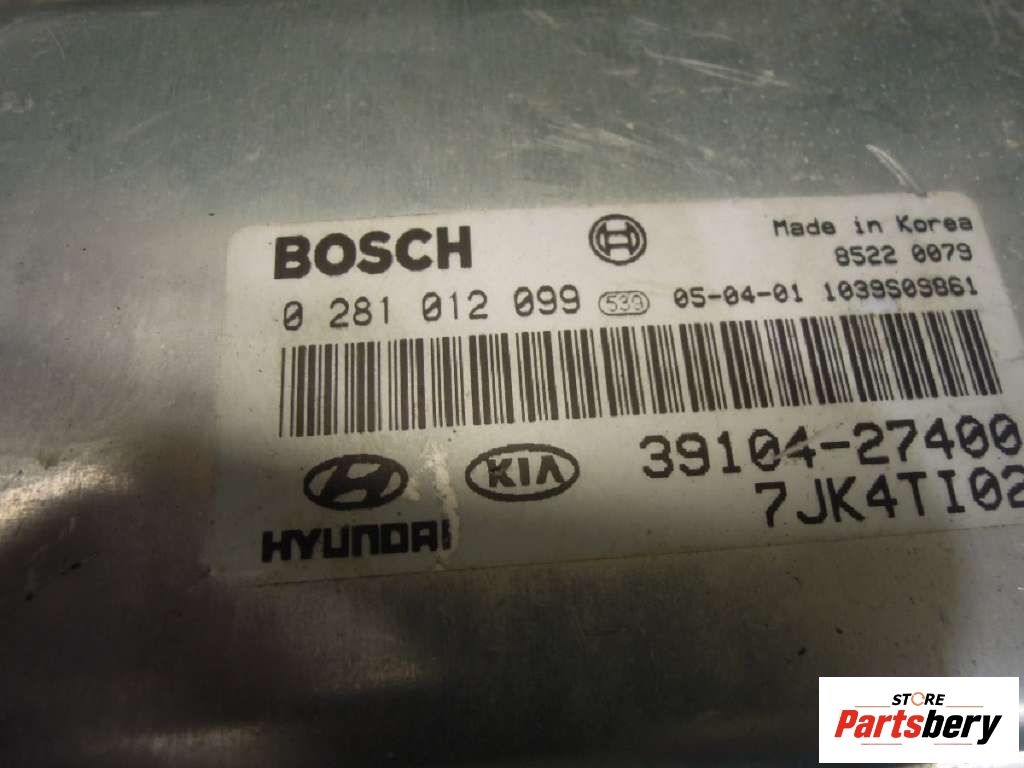 BOSCH
Made in Korea
8522 0079
0 281 012 099 539 05-04-01 1039S09861
39104-27400
7JK4TI02
KIA
HYUNDAI
STORE
Partsbery